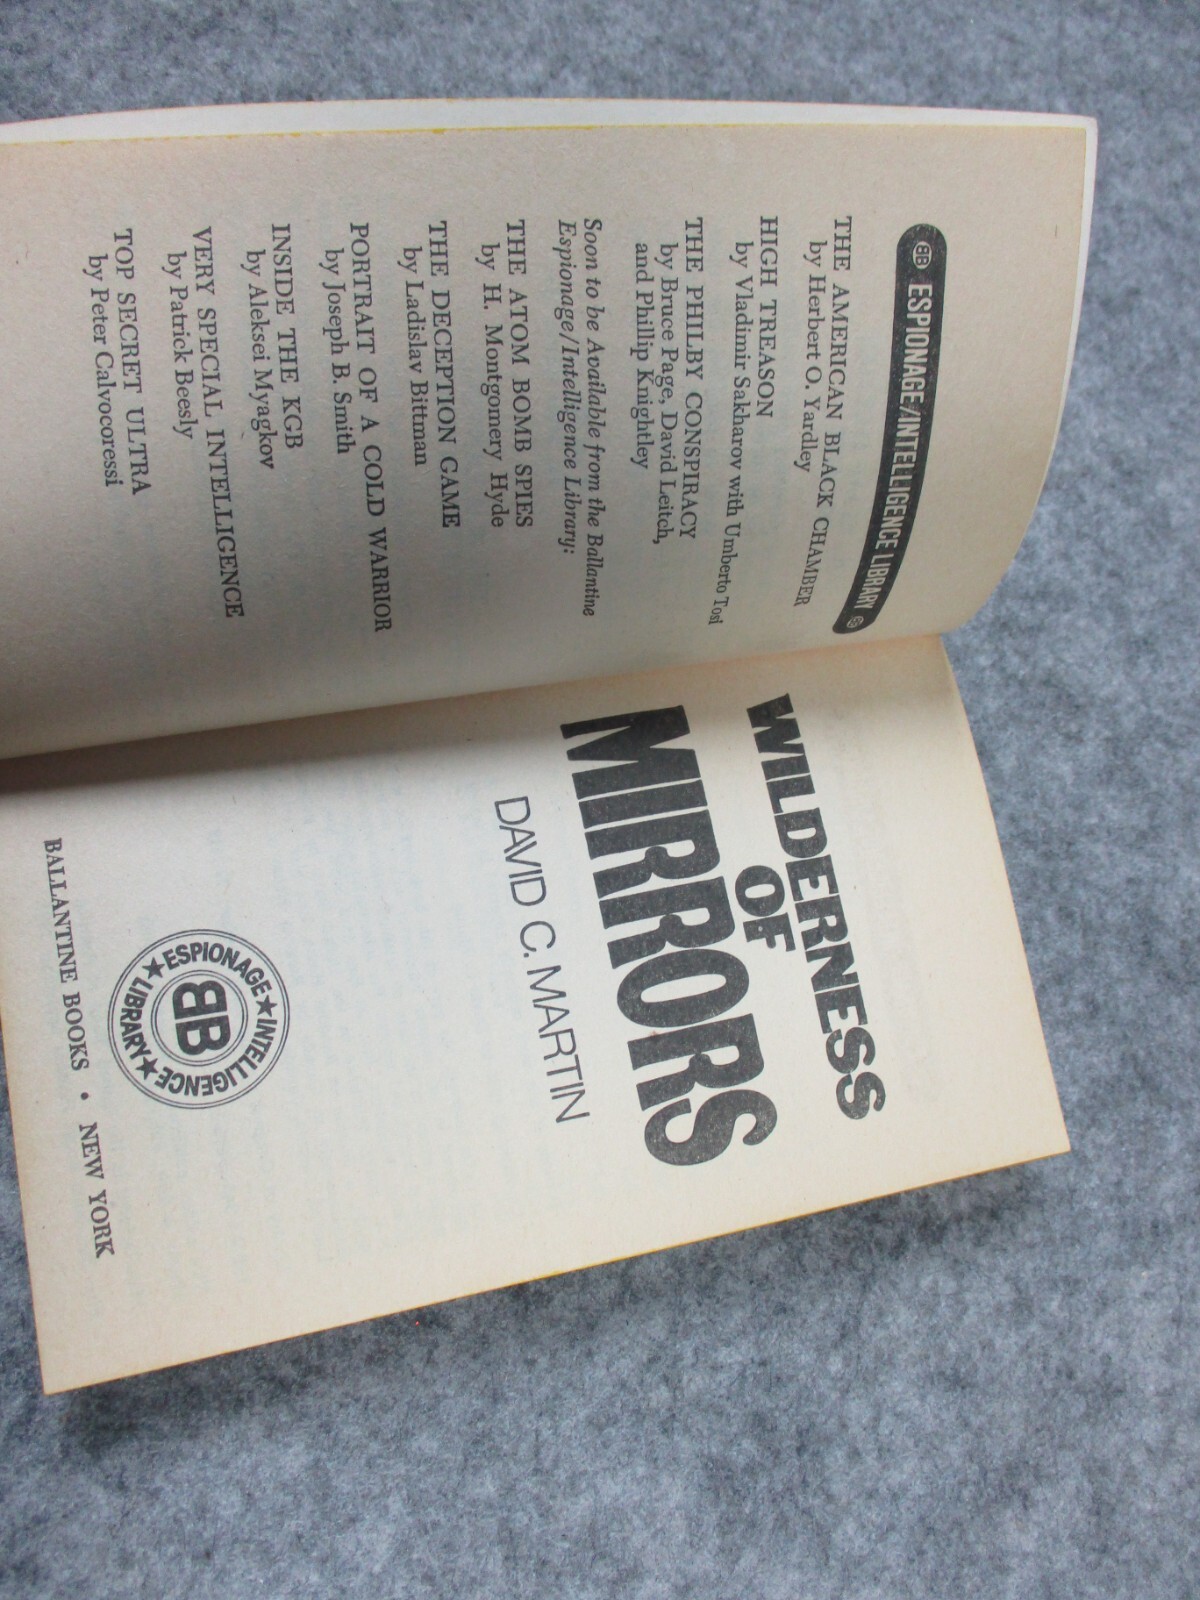 BB ESPIONAGE/INTELLIGENCE LIBRARY BB
THE AMERICAN BLACK CHAMBER
by Herbert O. Yardley
HIGH TREASON
by Vladimir Sakharov with Umberto Tosi
THE PHILBY CONSPIRACY
by Bruce Page, David Leitch,
and Phillip Knightley
Soon to be Available from the Ballantine
Espionage/Intelligence Library:
THE ATOM BOMB SPIES
by H. Montgomery Hyde
THE DECEPTION GAME
by Ladislav Bittman
PORTRAIT OF A COLD WARRIOR
by Joseph B. Smith
INSIDE THE KGB
by Aleksei Myagkov
VERY SPECIAL INTELLIGENCE
by Patrick Beesly
TOP SECRET ULTRA
by Peter Calvocoressi
WILDERNESS
OF
MIRRORS
DAVID C. MARTIN
ESPIONAGE★INTELLIGENCE★LIBRARY★
BB
BALLANTINE BOOKS • NEW YORK